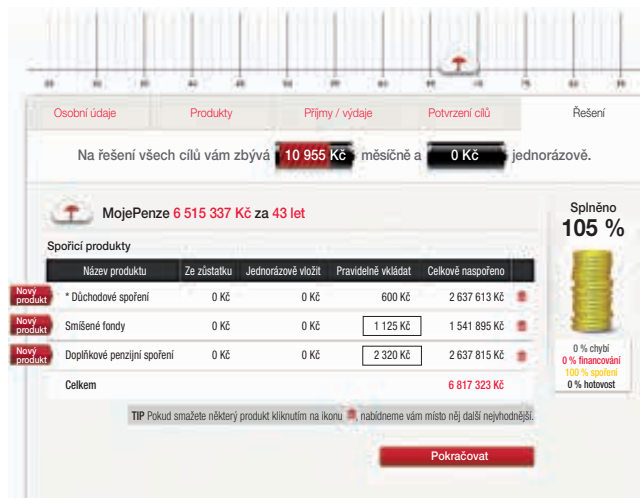 Osobní údaje Produkty Příjmy / výdaje Potvrzení cílů Řešení
Na řešení všech cílů vám zbývá 10 955 Kč měsíčně a 0 Kč jednorázově.
MojePenze 6 515 337 Kč za 43 let
Splněno
105 %
Spořicí produkty
Název produktu Ze zůstatku Jednorázově vložit Pravidelně vkládat Celkově naspořeno
Nový produkt * Důchodové spoření 0 Kč 0 Kč 600 Kč 2 637 613 Kč
Nový produkt Smíšené fondy 0 Kč 0 Kč 1 125 Kč 1 541 895 Kč
Nový produkt Doplňkové penzijní spoření 0 Kč 0 Kč 2 320 Kč 2 637 815 Kč
Celkem 6 817 323 Kč
0 % chybí
0 % financování
100 % spoření
0 % hotovost
TIP Pokud smažete některý produkt kliknutím na ikonu , nabídneme vám místo něj další nejvhodnější.
Pokračovat